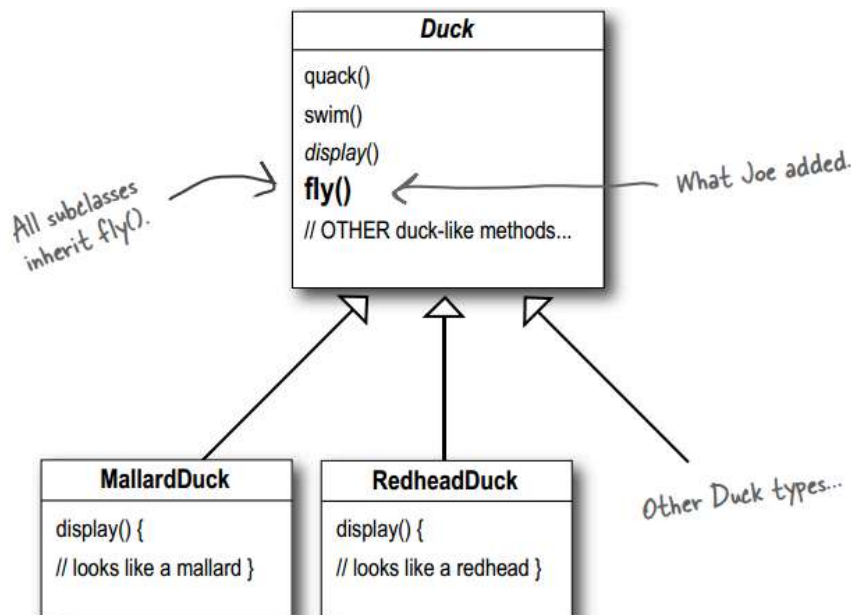 Duck
quack()
swim()
display()
fly()
// OTHER duck-like methods...
All subclasses
inherit fly().
What Joe added.
MallardDuck
display() {
// looks like a mallard }
RedheadDuck
display() {
// looks like a redhead }
Other Duck types...